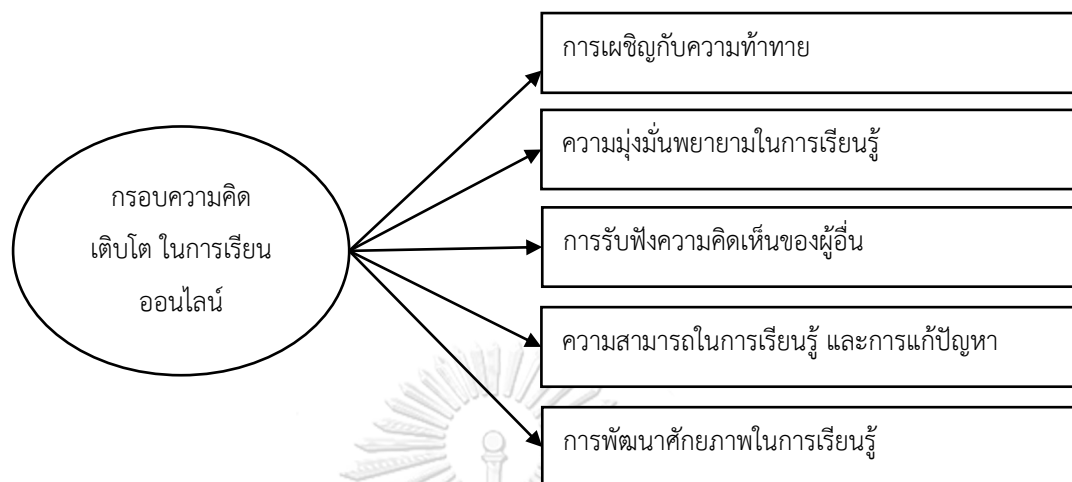 การเผชิญกับความท้าทาย
ความมุ่งมั่นพยายามในการเรียนรู้
กรอบความคิด
เติบโต ในการเรียน
ออนไลน์
การรับฟังความคิดเห็นของผู้อื่น
ความสามารถในการเรียนรู้ และการแก้ปัญหา
การพัฒนาศักยภาพในการเรียนรู้